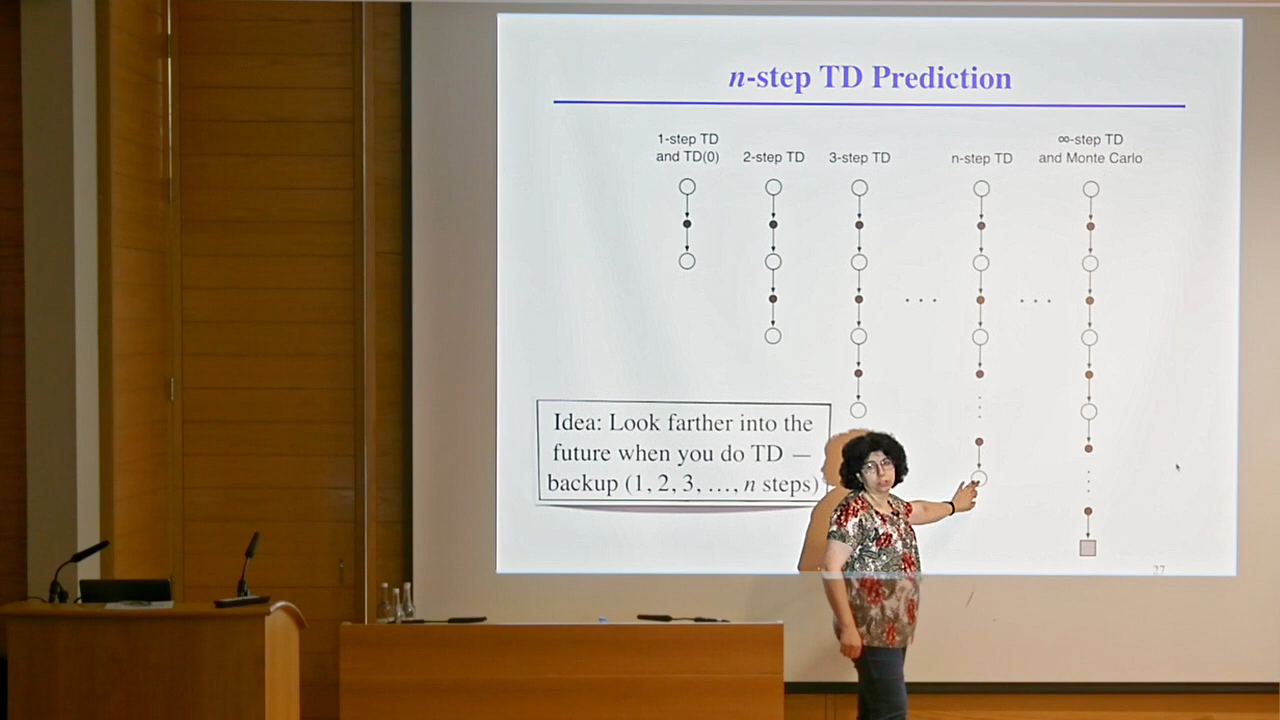 n-step TD Prediction
1-step TD
and TD(0)
2-step TD
3-step TD
n-step TD
∞-step TD
and Monte Carlo
Idea: Look farther into the
future when you do TD —
backup (1, 2, 3, …, n steps)
27